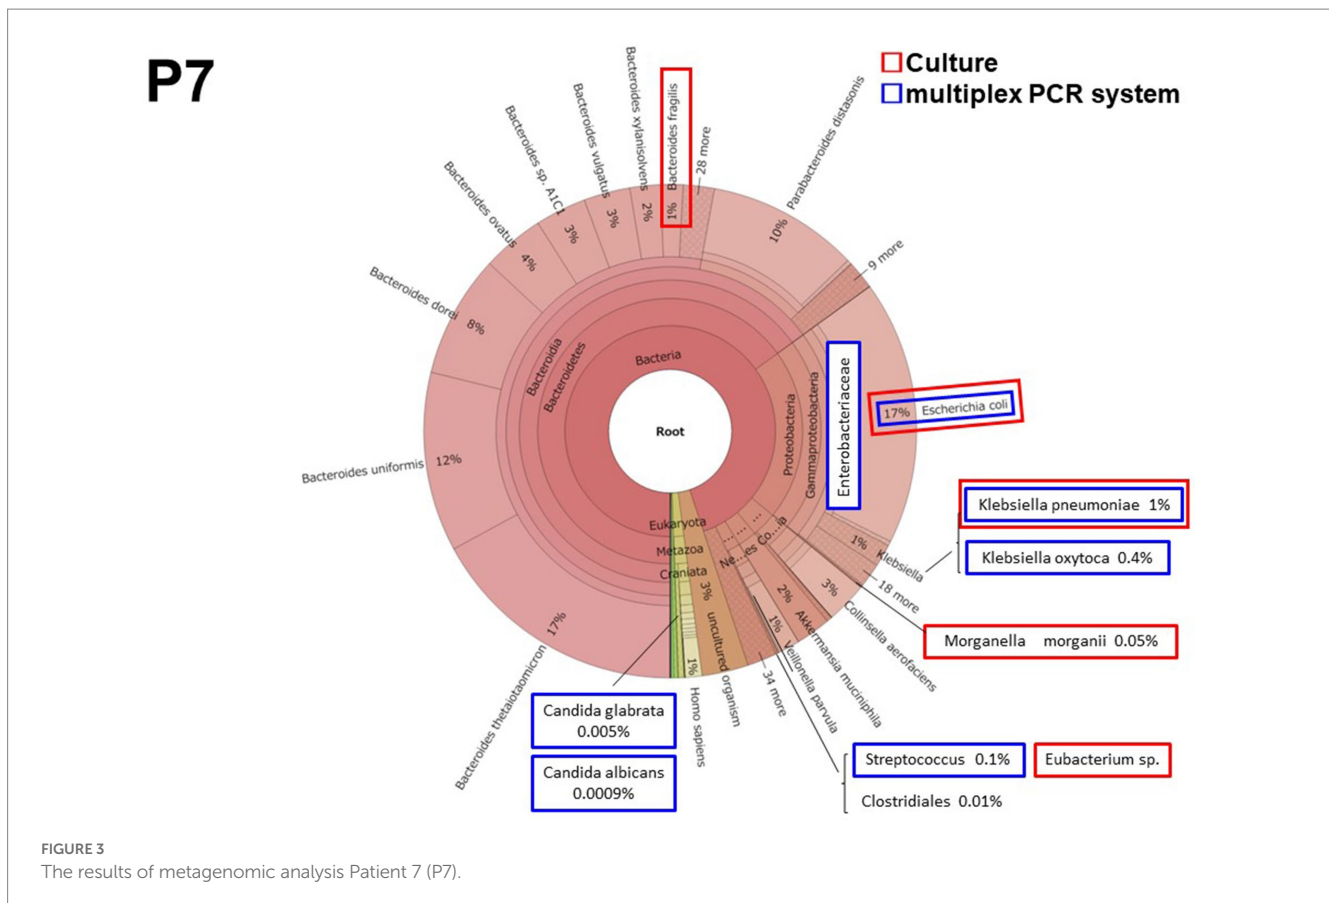 P7
Culture
multiplex PCR system
Bacteroides xylanisolvens
2%
Bacteroides fragilis
1%
28 more
Parabacteroides distasonis
10%
9 more
Bacteroides vulgatus
3%
Bacteroides sp. A1C1
3%
Bacteroides ovatus
4%
Bacteroides dorei
8%
Bacteroides uniformis
12%
Bacteroides thetaiotaomicron
17%
Bacteroidia
Bacteroidetes
Bacteria
Root
Proteobacteria
Gammaproteobacteria
Enterobacteriaceae
17% Escherichia coli
Klebsiella pneumoniae 1%
Klebsiella oxytoca 0.4%
1%
Klebsiella
18 more
Morganella morganii 0.05%
3%
Collinsella aerofaciens
2%
Akkermansia muciniphila
1%
Veillonella parvula
34 more
... ...
Ne...es Co...ia
Eukaryota
Metazoa
Craniata
3%
uncultured organism
1%
Homo sapiens
Candida glabrata
0.005%
Candida albicans
0.0009%
Streptococcus 0.1%
Eubacterium sp.
Clostridiales 0.01%
FIGURE 3
The results of metagenomic analysis Patient 7 (P7).